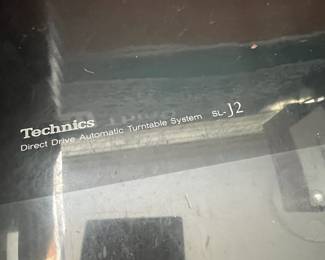 Technics
Direct Drive Automatic Turntable System SL-J2